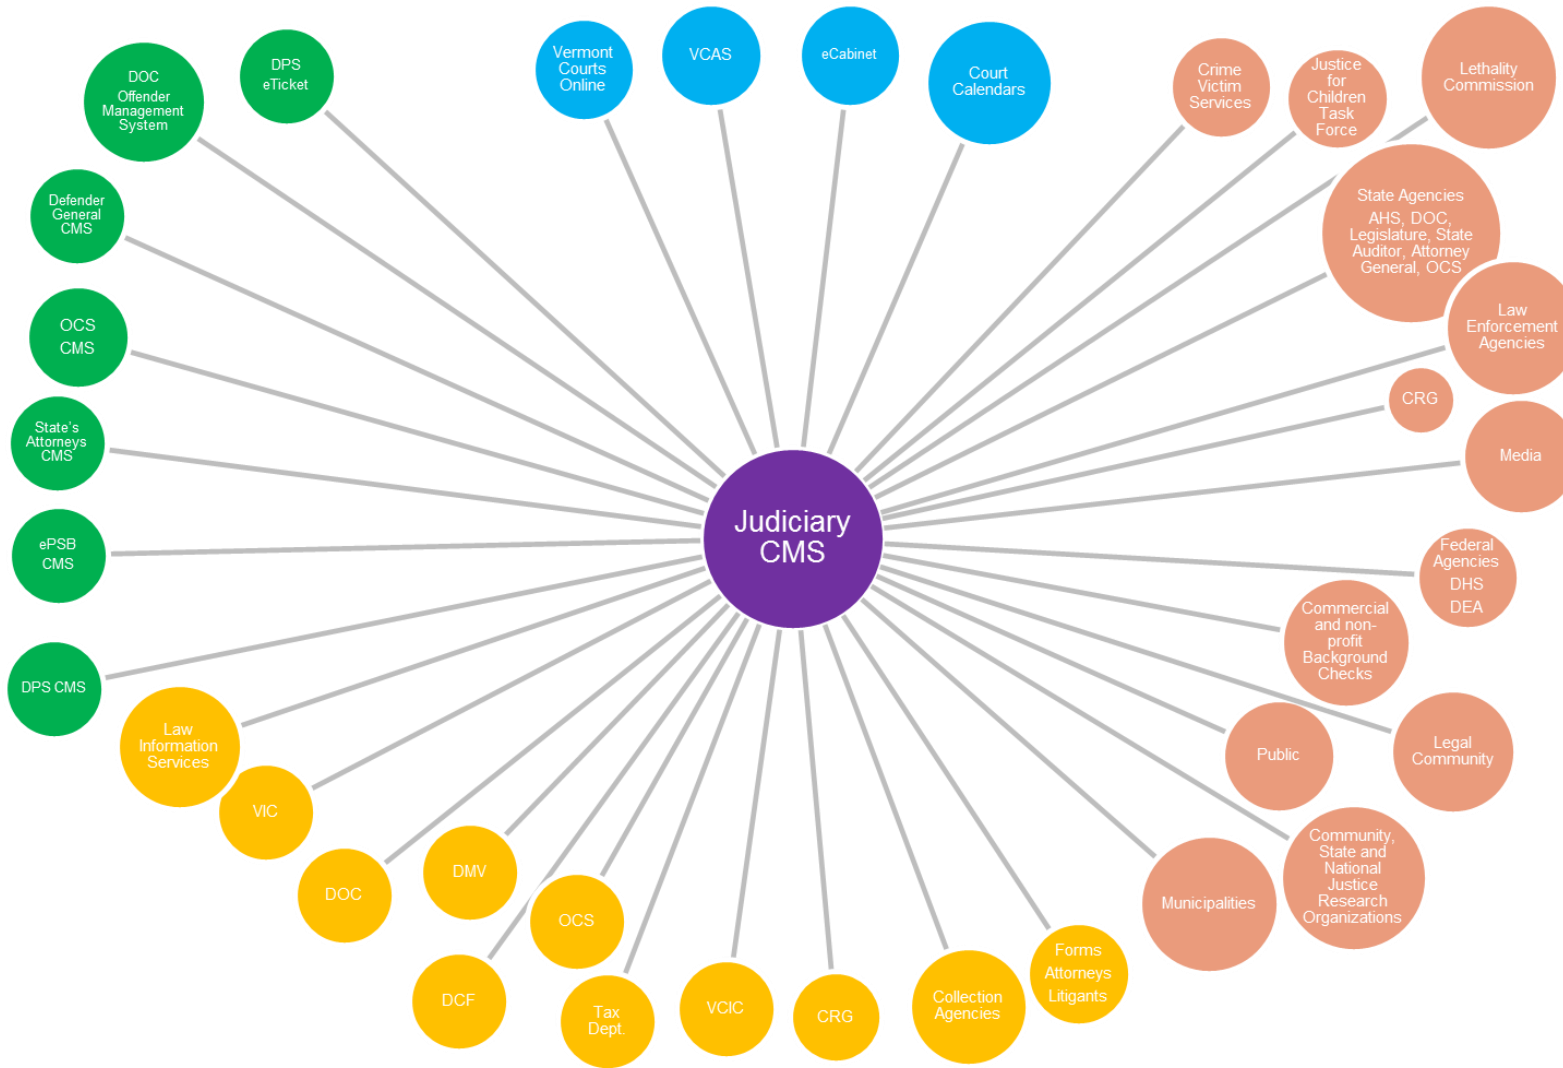 DOC
Offender
Management
System
DPS
eTicket
Vermont
Courts
Online
VCAS
eCabinet
Court
Calendars
Crime
Victim
Services
Justice
for
Children
Task
Force
Lethality
Commission
State Agencies
AHS, DOC,
Legislature, State
Auditor, Attorney
General, OCS
Law
Enforcement
Agencies
CRG
Media
Federal
Agencies
DHS
DEA
Commercial
and non-
profit
Background
Checks
Legal
Community
Public
Community,
State and
National
Justice
Research
Organizations
Municipalities
Forms
Attorneys
Litigants
Collection
Agencies
CRG
VCIC
Tax
Dept.
OCS
DCF
DMV
DOC
VIC
Law
Information
Services
DPS CMS
ePSB
CMS
State’s
Attorneys
CMS
OCS
CMS
Defender
General
CMS
Judiciary
CMS